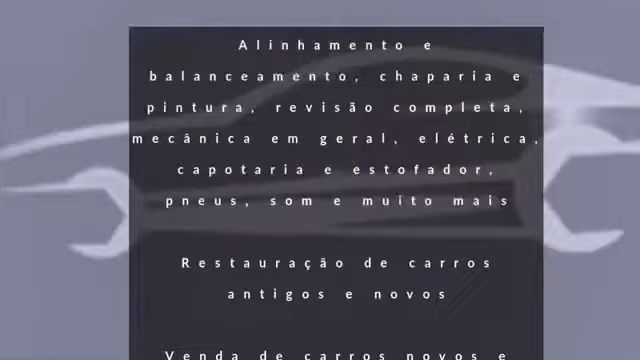 Alinhamento e
balanceamento, chaparia e
pintura, revisão completa,
mecânica em geral, elétrica,
capotaria e estofador,
pneus, som e muito mais
Restauração de carros
antigos e novos
Venda de carros novos e